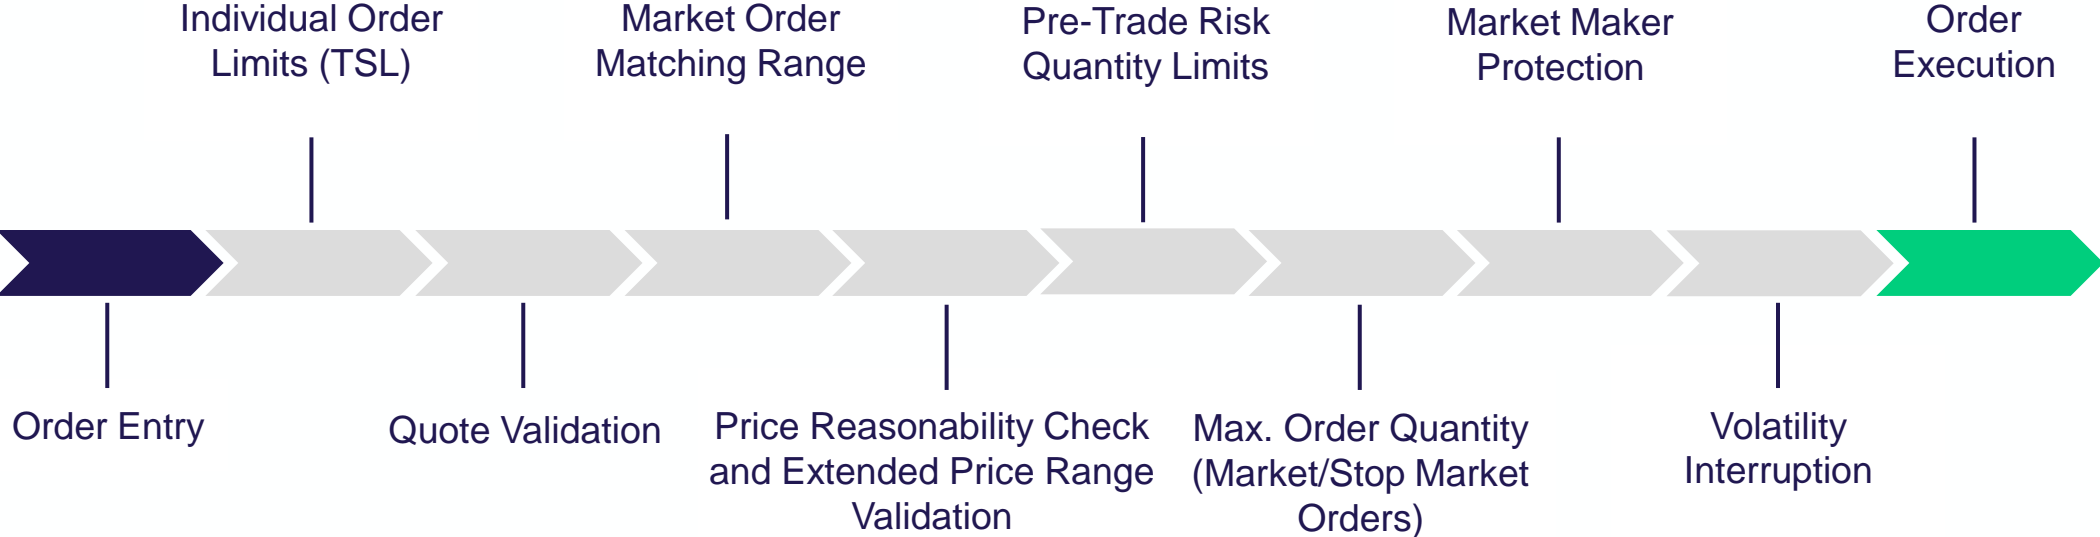 Individual Order
Limits (TSL)
Market Order
Matching Range
Pre-Trade Risk
Quantity Limits
Market Maker
Protection
Order
Execution
Order Entry
Quote Validation
Price Reasonability Check
and Extended Price Range
Validation
Max. Order Quantity
(Market/Stop Market
Orders)
Volatility
Interruption